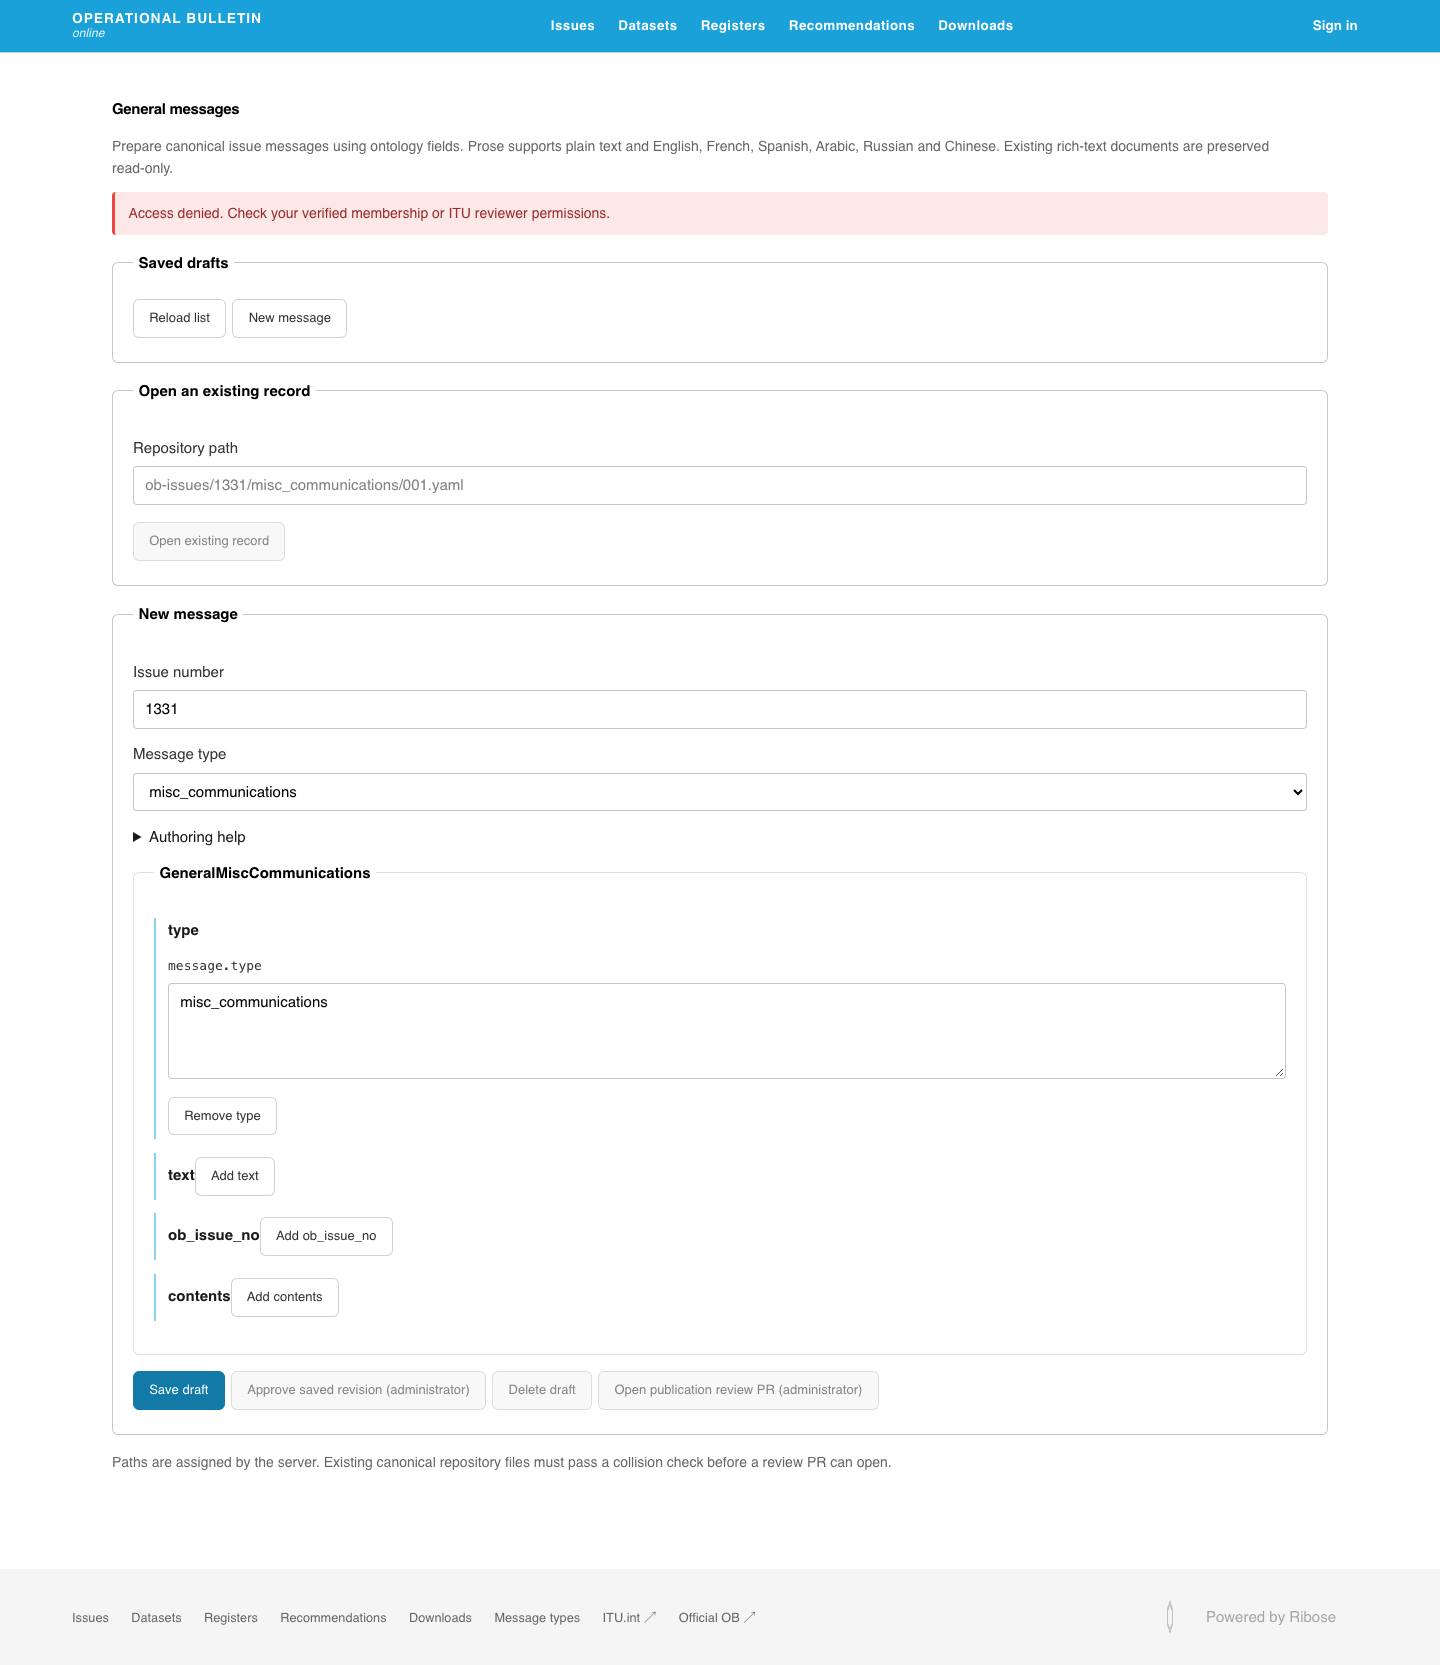 OPERATIONAL BULLETIN
online
Issues Datasets Registers Recommendations Downloads
Sign in
General messages
Prepare canonical issue messages using ontology fields. Prose supports plain text and English, French, Spanish, Arabic, Russian and Chinese. Existing rich-text documents are preserved
read-only.
Access denied. Check your verified membership or ITU reviewer permissions.
Saved drafts
Reload list New message
Open an existing record
Repository path
ob-issues/1331/misc_communications/001.yaml
Open existing record
New message
Issue number
1331
Message type
misc_communications
Authoring help
GeneralMiscCommunications
type
message.type
misc_communications
Remove type
text Add text
ob_issue_no Add ob_issue_no
contents Add contents
Save draft Approve saved revision (administrator) Delete draft Open publication review PR (administrator)
Paths are assigned by the server. Existing canonical repository files must pass a collision check before a review PR can open.
Issues Datasets Registers Recommendations Downloads Message types ITU.int Official OB
Powered by Ribose